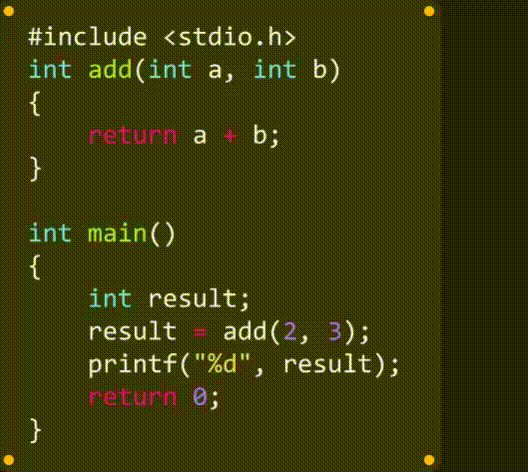 #include <stdio.h>
int add(int a, int b)
{
    return a + b;
}

int main()
{
    int result;
    result = add(2, 3);
    printf("%d", result);
    return 0;
}